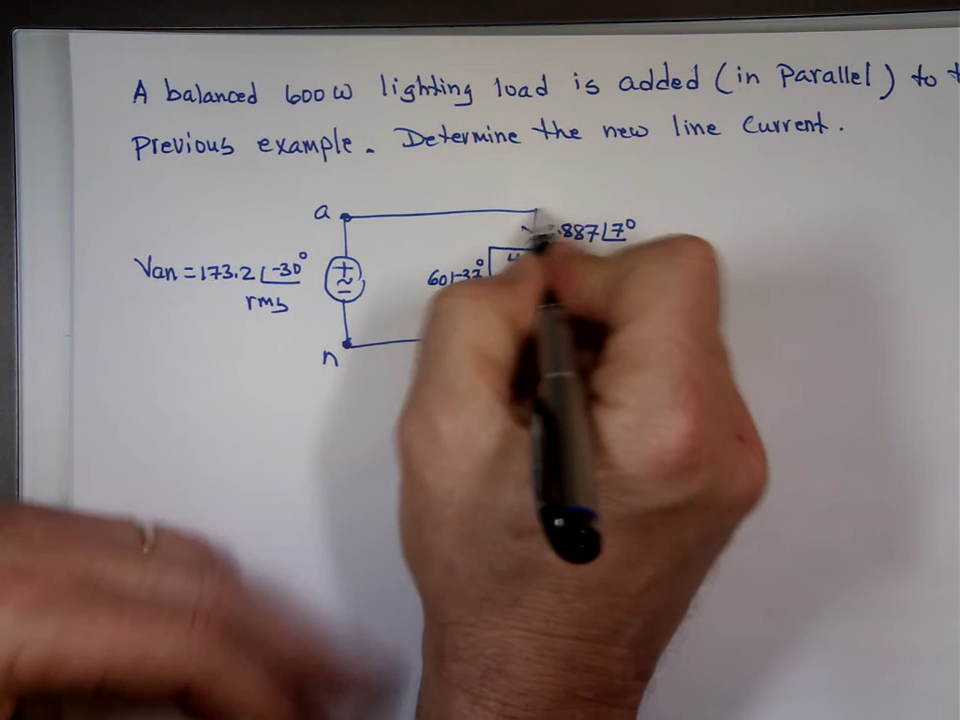 A balanced 600W lighting load is added (in Parallel) to
Previous example. Determine the new line current.
a
.887∠7°
Van = 173.2∠-30°
rms
60∠-37°
n